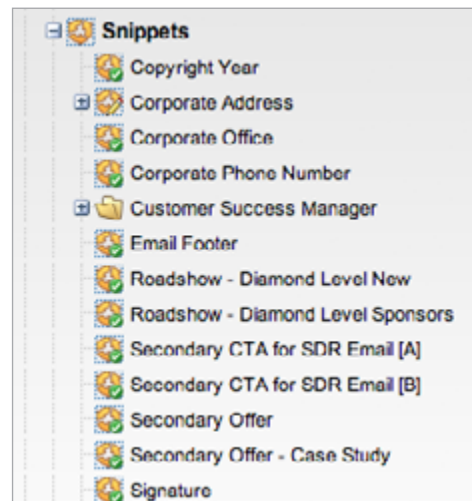 Snippets
Copyright Year
Corporate Address
Corporate Office
Corporate Phone Number
Customer Success Manager
Email Footer
Roadshow - Diamond Level New
Roadshow - Diamond Level Sponsors
Secondary CTA for SDR Email [A]
Secondary CTA for SDR Email [B]
Secondary Offer
Secondary Offer - Case Study
Signature